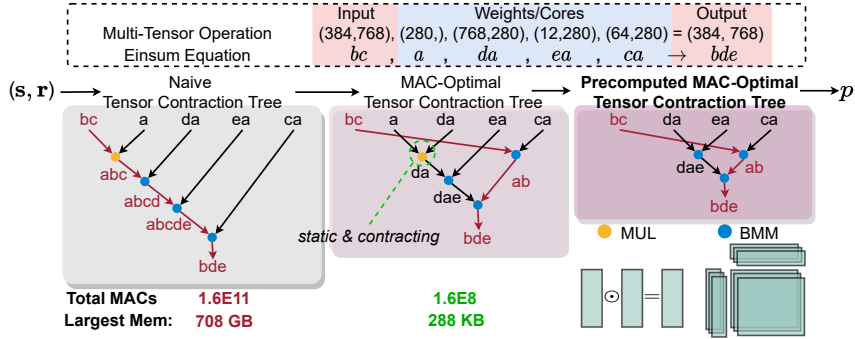 Input Weights/Cores Output
Multi-Tensor Operation (384,768), (280,), (768,280), (12,280), (64,280) = (384, 768)
Einsum Equation bc , a , da , ea , ca → bde
(s, r) Naive Tensor Contraction Tree
MAC-Optimal Tensor Contraction Tree
Precomputed MAC-Optimal Tensor Contraction Tree
p
bc a da ea ca
abc
abcd
abcde
bde
bc a da ea ca
da
ab
dae
bde
static & contracting
bc da ea ca
dae ab
bde
MUL BMM
Total MACs 1.6E11 1.6E8
Largest Mem: 708 GB 288 KB
⊙ =